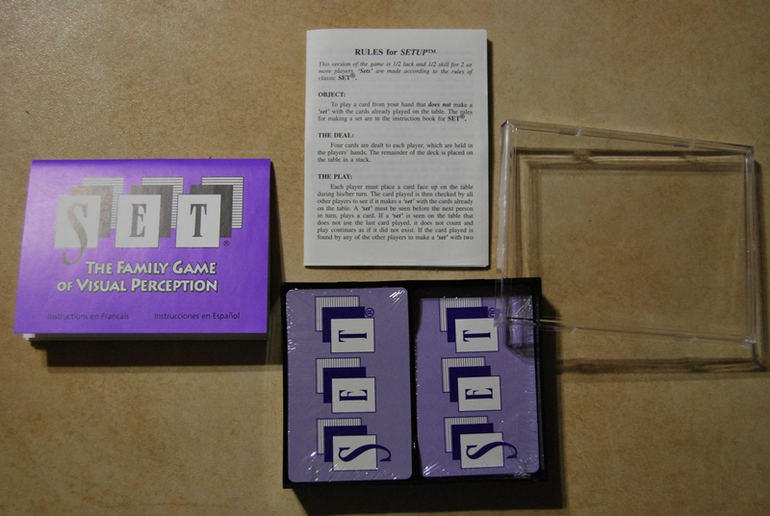 SET®
THE FAMILY GAME
OF VISUAL PERCEPTION
Instructions en Francais Instrucciones en Español
RULES for SETUP™
This version of the game is 1/2 luck and 1/2 skill for 2 or
more players. 'Sets' are made according to the rules of
classic SET®.
OBJECT:
To play a card from your hand that does not make a
'set' with the cards already played on the table. The rules
for making a set are in the instruction book for SET®.
THE DEAL:
Four cards are dealt to each player, which are held in
the players' hands. The remainder of the deck is placed on
the table in a stack.
THE PLAY:
Each player must place a card face up on the table
during his/her turn. The card played is then checked by all
other players to see if it makes a 'set' with the cards already
on the table. A 'set' must be seen before the next person
in turn, plays a card. If a 'set' is seen on the table that
does not use the last card played, it does not count and
play continues as if it did not exist. If the card played is
found by any of the other players to make a 'set' with two
SET®
SET®